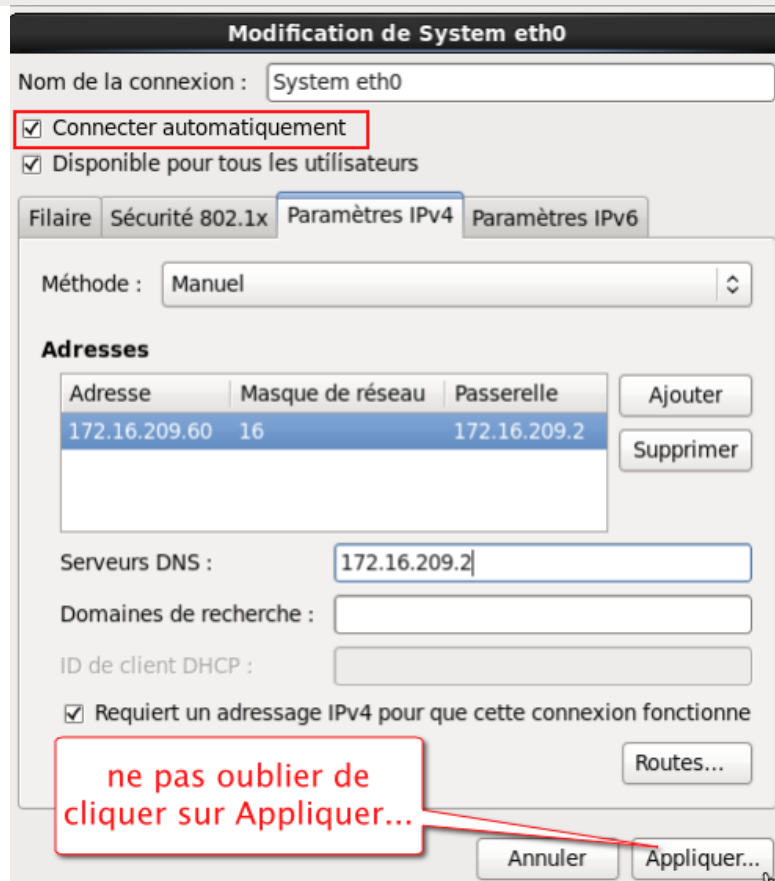 Modification de System eth0
Nom de la connexion : System eth0
Connecter automatiquement
Disponible pour tous les utilisateurs
Filaire Sécurité 802.1x Paramètres IPv4 Paramètres IPv6
Méthode : Manuel
Adresses
Adresse Masque de réseau Passerelle Ajouter
172.16.209.60 16 172.16.209.2
Supprimer
Serveurs DNS : 172.16.209.2
Domaines de recherche :
ID de client DHCP :
Requiert un adressage IPv4 pour que cette connexion fonctionne
Routes...
ne pas oublier de
cliquer sur Appliquer...
Annuler Appliquer...